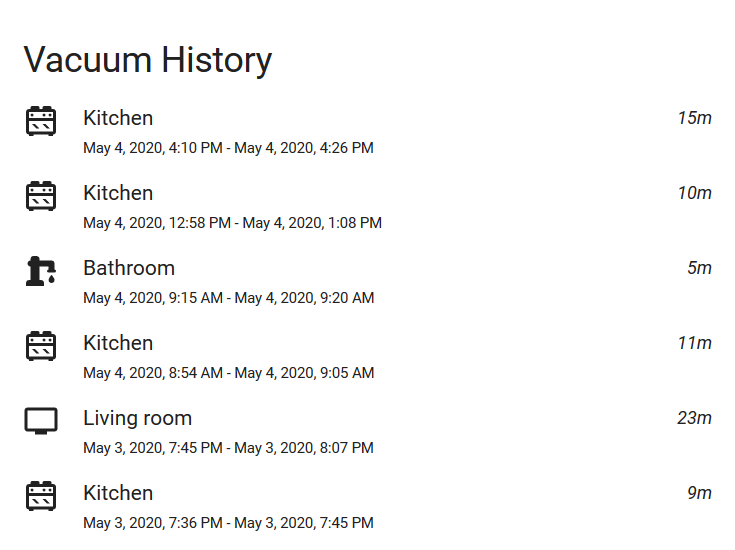 Vacuum History
Kitchen 15m
May 4, 2020, 4:10 PM - May 4, 2020, 4:26 PM
Kitchen 10m
May 4, 2020, 12:58 PM - May 4, 2020, 1:08 PM
Bathroom 5m
May 4, 2020, 9:15 AM - May 4, 2020, 9:20 AM
Kitchen 11m
May 4, 2020, 8:54 AM - May 4, 2020, 9:05 AM
Living room 23m
May 3, 2020, 7:45 PM - May 3, 2020, 8:07 PM
Kitchen 9m
May 3, 2020, 7:36 PM - May 3, 2020, 7:45 PM